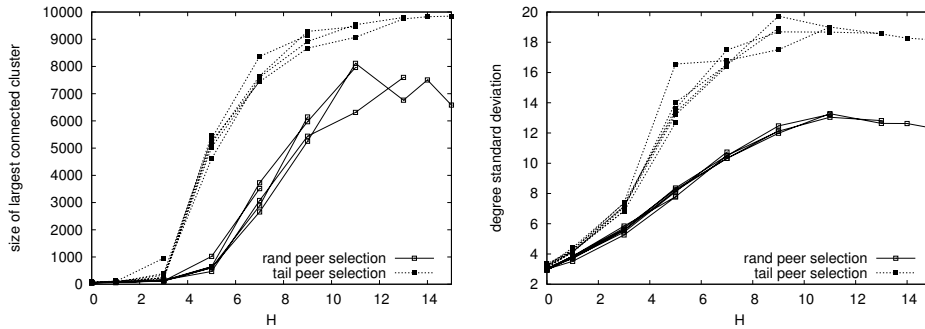 size of largest connected cluster
10000
9000
8000
7000
6000
5000
4000
3000
2000
1000
0
0 2 4 6 8 10 12 14
H
rand peer selection
tail peer selection
degree standard deviation
20
18
16
14
12
10
8
6
4
2
0 2 4 6 8 10 12 14
H
rand peer selection
tail peer selection